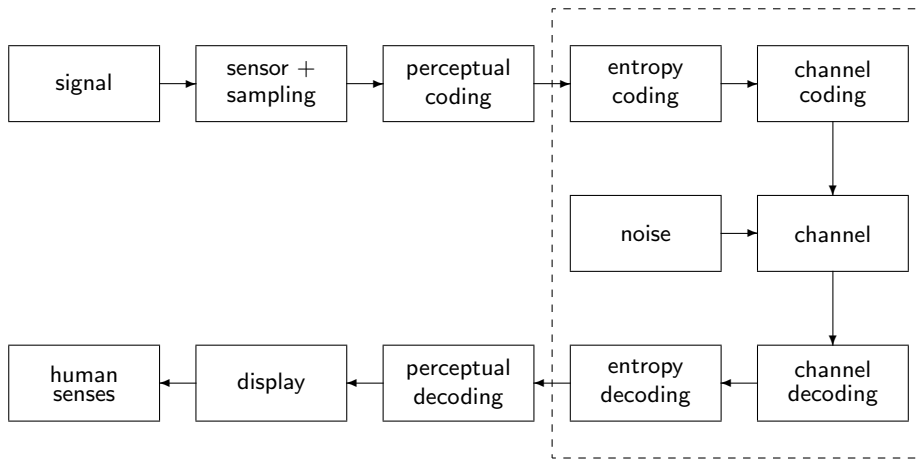 signal
sensor +
sampling
perceptual
coding
entropy
coding
channel
coding
noise
channel
human
senses
display
perceptual
decoding
entropy
decoding
channel
decoding